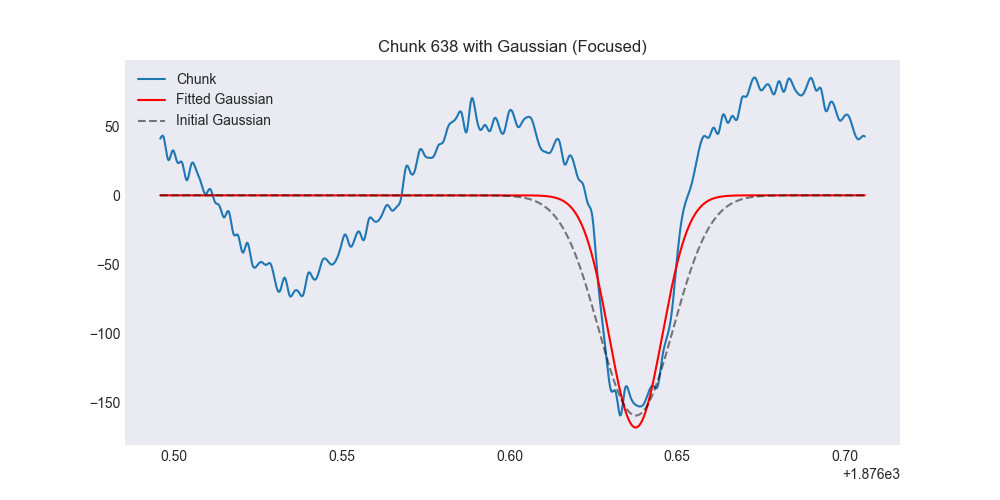 Chunk 638 with Gaussian (Focused)
Chunk
Fitted Gaussian
Initial Gaussian
50
0
−50
−100
−150
0.50 0.55 0.60 0.65 0.70
+1.876e3